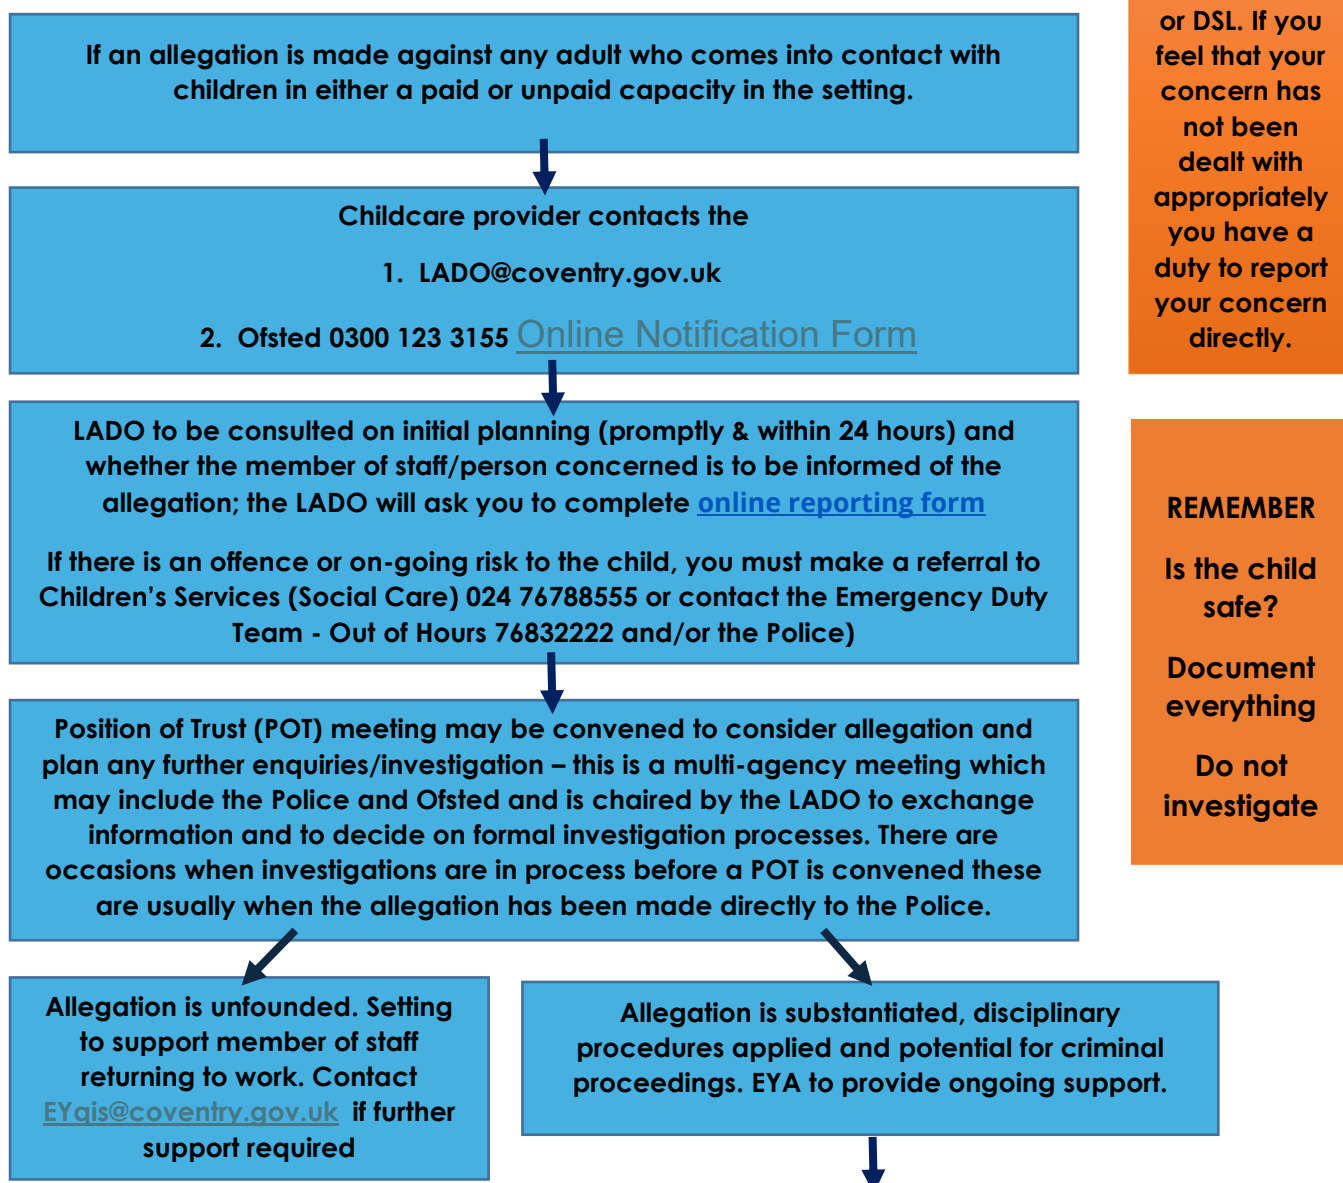 If an allegation is made against any adult who comes into contact with
children in either a paid or unpaid capacity in the setting.
Childcare provider contacts the
1. LADO@coventry.gov.uk
2. Ofsted 0300 123 3155 Online Notification Form
LADO to be consulted on initial planning (promptly & within 24 hours) and
whether the member of staff/person concerned is to be informed of the
allegation; the LADO will ask you to complete online reporting form
If there is an offence or on-going risk to the child, you must make a referral to
Children’s Services (Social Care) 024 76788555 or contact the Emergency Duty
Team - Out of Hours 76832222 and/or the Police)
Position of Trust (POT) meeting may be convened to consider allegation and
plan any further enquiries/investigation – this is a multi-agency meeting which
may include the Police and Ofsted and is chaired by the LADO to exchange
information and to decide on formal investigation processes. There are
occasions when investigations are in process before a POT is convened these
are usually when the allegation has been made directly to the Police.
Allegation is unfounded. Setting
to support member of staff
returning to work. Contact
EYqis@coventry.gov.uk if further
support required
Allegation is substantiated, disciplinary
procedures applied and potential for criminal
proceedings. EYA to provide ongoing support.
or DSL. If you
feel that your
concern has
not been
dealt with
appropriately
you have a
duty to report
your concern
directly.
REMEMBER
Is the child
safe?
Document
everything
Do not
investigate